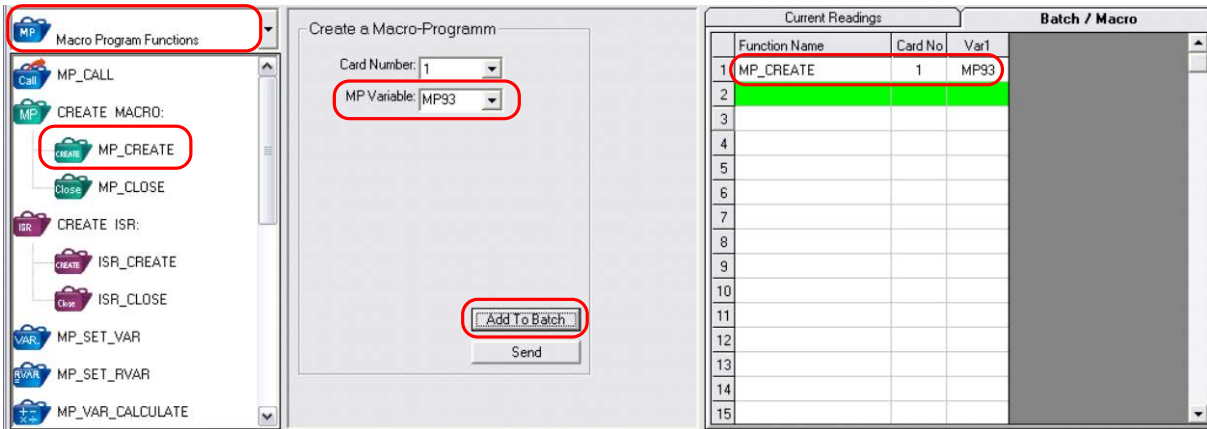 MP Macro Program Functions
Call MP_CALL
MP CREATE MACRO:
CREATE MP_CREATE
Close MP_CLOSE
ISR CREATE ISR:
CREATE ISR_CREATE
Close ISR_CLOSE
VAR. MP_SET_VAR
RVAR MP_SET_RVAR
MP_VAR_CALCULATE
Create a Macro-Programm
Card Number: 1
MP Variable: MP93
Add To Batch
Send
Current Readings Batch / Macro
Function Name Card No Var1
1 MP_CREATE 1 MP93
2
3
4
5
6
7
8
9
10
11
12
13
14
15